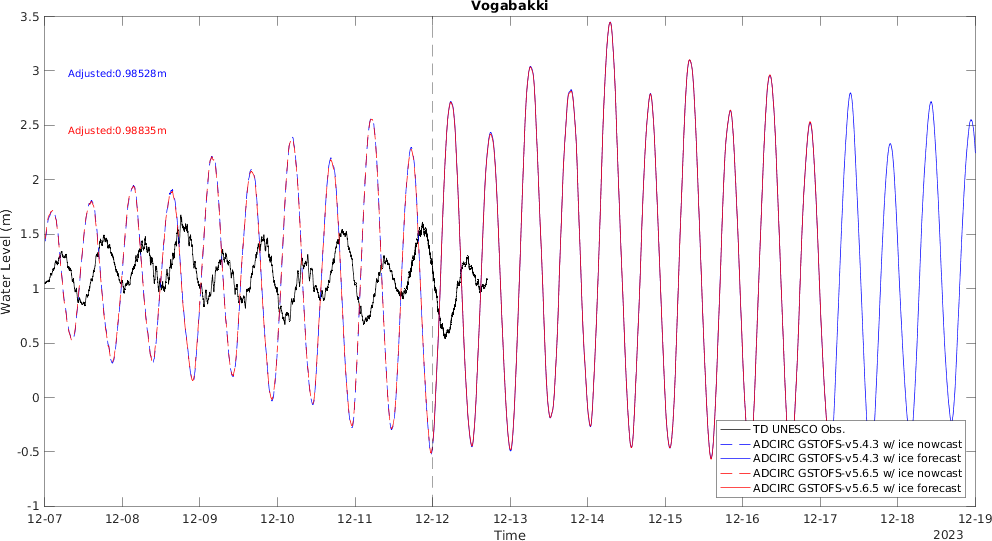 Vogabakki
3.5
3
2.5
2
1.5
1
0.5
0
-0.5
-1
Water Level (m)
Adjusted:0.98528m
Adjusted:0.98835m
TD UNESCO Obs.
ADCIRC GSTOFS-v5.4.3 w/ ice nowcast
ADCIRC GSTOFS-v5.4.3 w/ ice forecast
ADCIRC GSTOFS-v5.6.5 w/ ice nowcast
ADCIRC GSTOFS-v5.6.5 w/ ice forecast
12-07 12-08 12-09 12-10 12-11 12-12 12-13 12-14 12-15 12-16 12-17 12-18 12-19
Time
2023